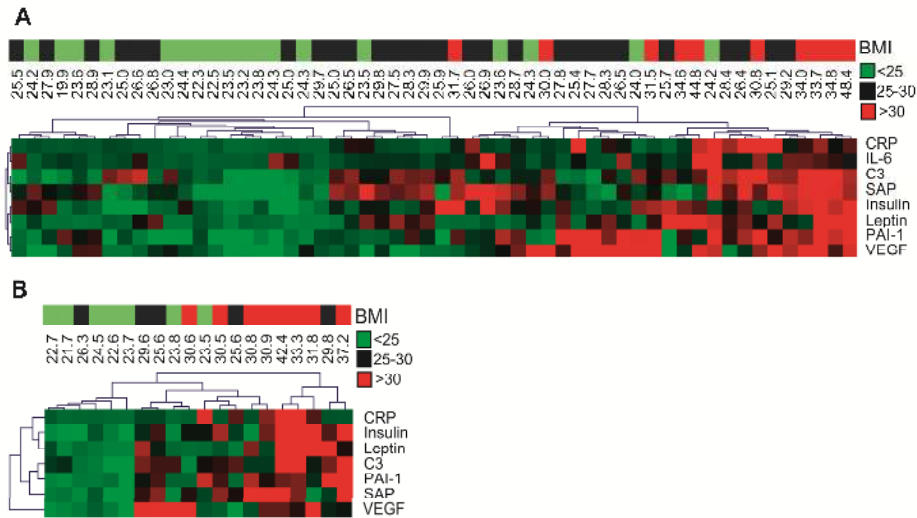 A
BMI
25.5 24.2 27.9 19.9 23.6 28.9 23.1 25.0 26.6 26.8 23.0 24.4 22.3 22.5 23.5 23.2 23.8 24.3 25.0 24.3 29.7 25.0 26.5 23.5 29.8 27.5 28.3 29.9 25.9 31.7 26.0 26.9 23.6 28.7 24.3 30.0 27.8 25.4 27.7 28.3 26.5 24.0 31.5 25.7 34.6 44.8 24.2 28.4 26.4 30.8 25.1 29.2 34.0 33.7 34.8 48.4
<25
25-30
>30
CRP
IL-6
C3
SAP
Insulin
Leptin
PAI-1
VEGF
B
BMI
22.7 21.7 26.3 24.5 22.6 23.7 29.6 25.6 23.8 30.6 23.5 30.5 25.6 30.8 30.9 42.4 33.3 31.8 29.8 37.2
<25
25-30
>30
CRP
Insulin
Leptin
C3
PAI-1
SAP
VEGF